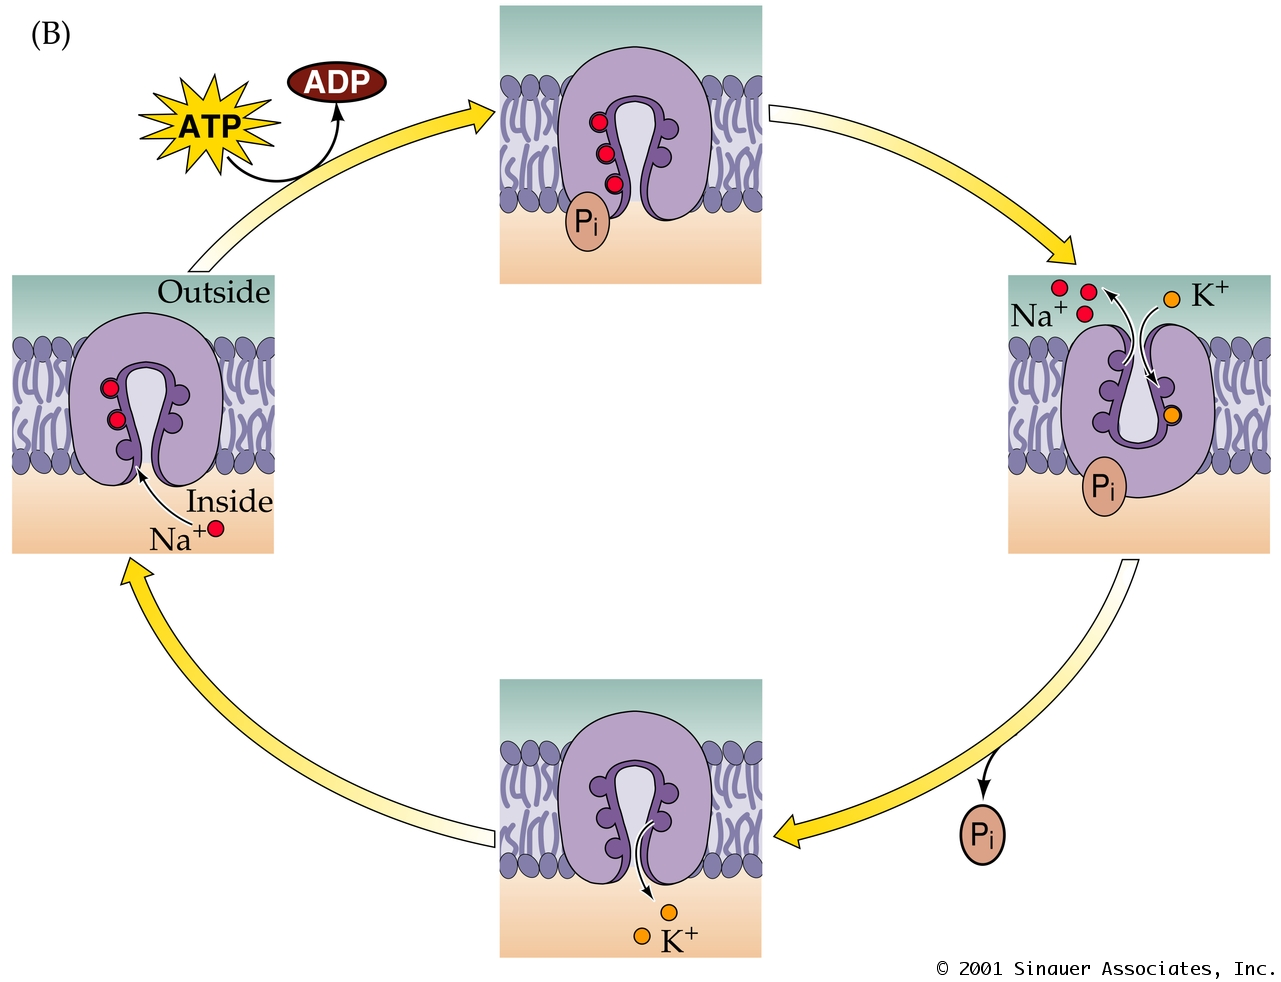 (B)
ATP
ADP
Pi
Outside
Inside
Na+
Na+
K+
Pi
Pi
K+
© 2001 Sinauer Associates, Inc.